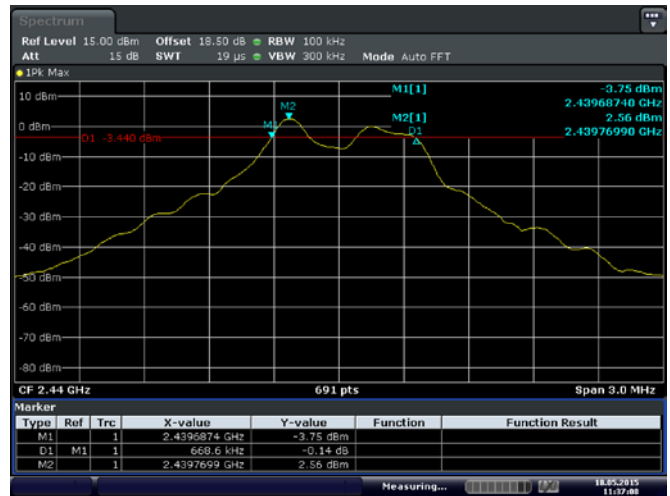 Spectrum
Ref Level 15.00 dBm Offset 18.50 dB RBW 100 kHz
Att 15 dB SWT 19 µs VBW 300 kHz Mode Auto FFT
1Pk Max
M1[1] -3.75 dBm
2.43968740 GHz
M2[1] 2.56 dBm
2.43976990 GHz
10 dBm
M2
0 dBm
M1
D1
D1 -3.440 dBm
-10 dBm
-20 dBm
-30 dBm
-40 dBm
-50 dBm
-60 dBm
-70 dBm
-80 dBm
CF 2.44 GHz 691 pts Span 3.0 MHz
Marker
Type Ref Trc X-value Y-value Function Function Result
M1 1 2.4396874 GHz -3.75 dBm
D1 M1 1 668.6 kHz -0.14 dB
M2 1 2.4397699 GHz 2.56 dBm
Measuring... 18.05.2015
11:37:08